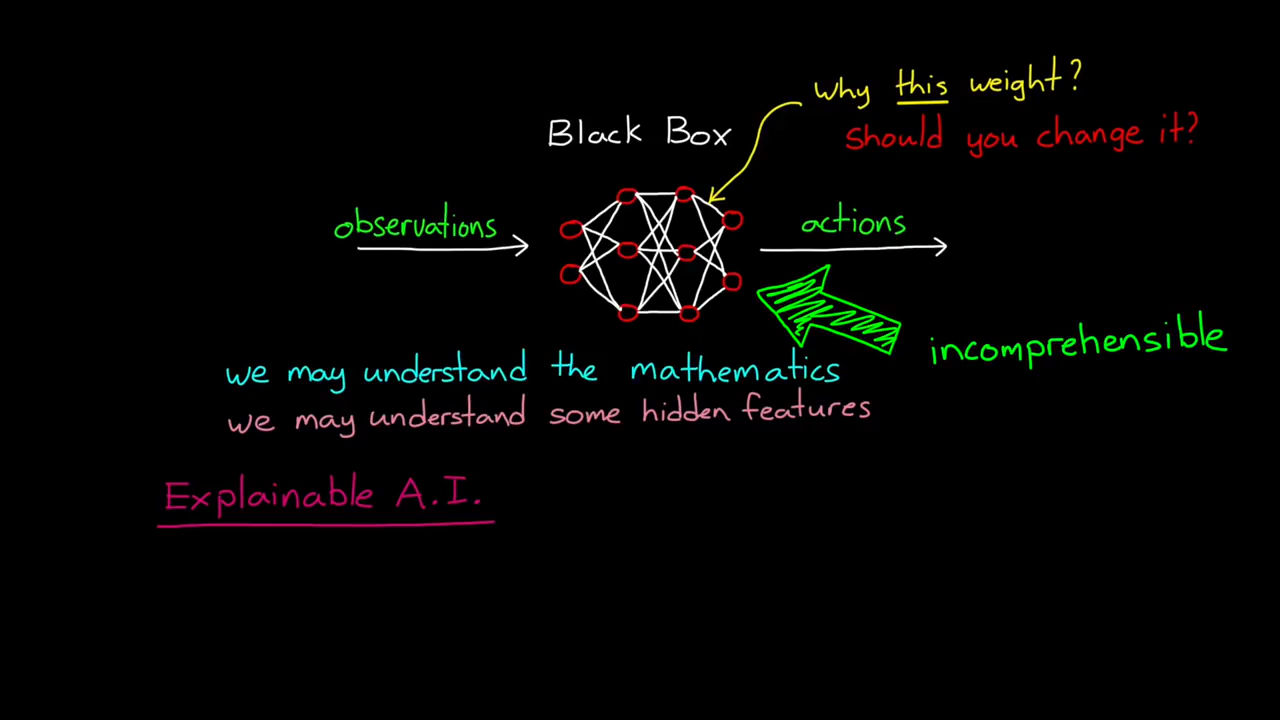 why this weight?
should you change it?
Black Box
observations
actions
incomprehensible
we may understand the mathematics
we may understand some hidden features
Explainable A.I.